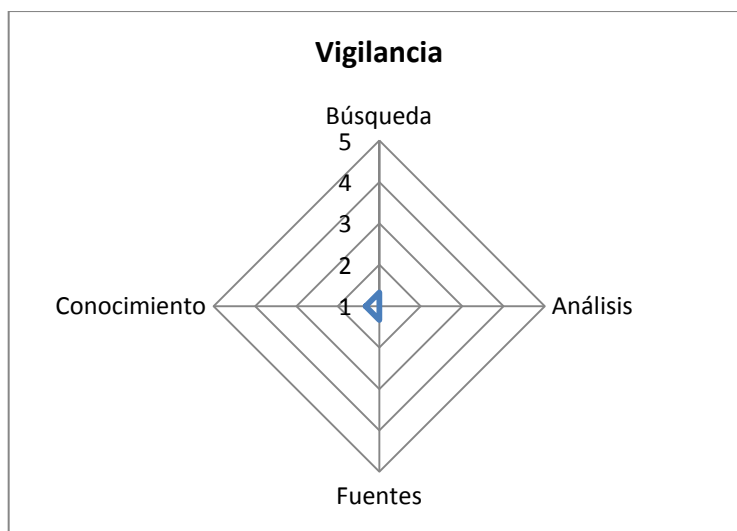 Vigilancia
Búsqueda
5
4
3
2
Conocimiento 1 Análisis
Fuentes